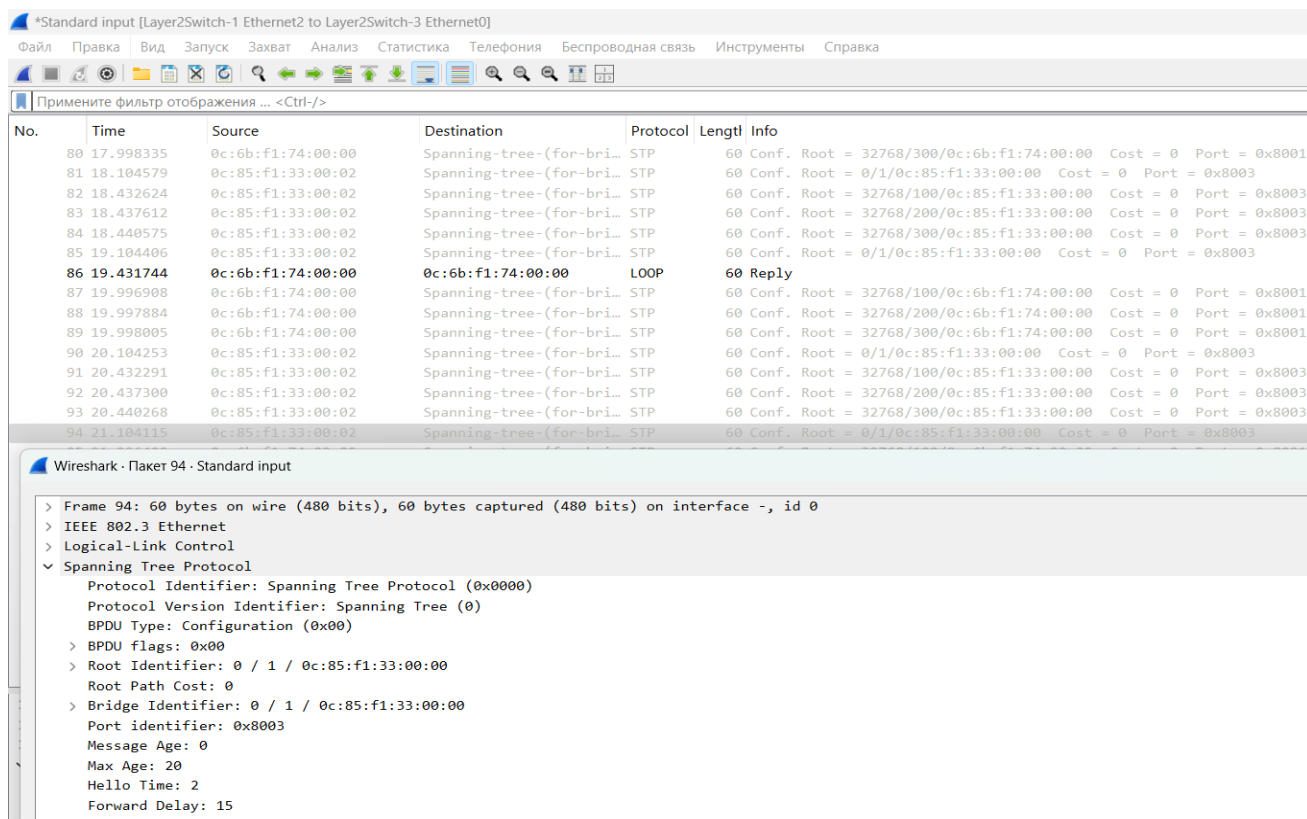 *Standard input [Layer2Switch-1 Ethernet2 to Layer2Switch-3 Ethernet0]
Файл Правка Вид Запуск Захват Анализ Статистика Телефония Беспроводная связь Инструменты Справка
Примените фильтр отображения ... <Ctrl-/>
No. Time Source Destination Protocol Lengtl Info
80 17.998335 0c:6b:f1:74:00:00 Spanning-tree-(for-bri… STP 60 Conf. Root = 32768/300/0c:6b:f1:74:00:00 Cost = 0 Port = 0x8001
81 18.104579 0c:85:f1:33:00:02 Spanning-tree-(for-bri… STP 60 Conf. Root = 0/1/0c:85:f1:33:00:00 Cost = 0 Port = 0x8003
82 18.432624 0c:85:f1:33:00:02 Spanning-tree-(for-bri… STP 60 Conf. Root = 32768/100/0c:85:f1:33:00:00 Cost = 0 Port = 0x8003
83 18.437612 0c:85:f1:33:00:02 Spanning-tree-(for-bri… STP 60 Conf. Root = 32768/200/0c:85:f1:33:00:00 Cost = 0 Port = 0x8003
84 18.440575 0c:85:f1:33:00:02 Spanning-tree-(for-bri… STP 60 Conf. Root = 32768/300/0c:85:f1:33:00:00 Cost = 0 Port = 0x8003
85 19.104406 0c:85:f1:33:00:02 Spanning-tree-(for-bri… STP 60 Conf. Root = 0/1/0c:85:f1:33:00:00 Cost = 0 Port = 0x8003
86 19.431744 0c:6b:f1:74:00:00 0c:6b:f1:74:00:00 LOOP 60 Reply
87 19.996908 0c:6b:f1:74:00:00 Spanning-tree-(for-bri… STP 60 Conf. Root = 32768/100/0c:6b:f1:74:00:00 Cost = 0 Port = 0x8001
88 19.997884 0c:6b:f1:74:00:00 Spanning-tree-(for-bri… STP 60 Conf. Root = 32768/200/0c:6b:f1:74:00:00 Cost = 0 Port = 0x8001
89 19.998005 0c:6b:f1:74:00:00 Spanning-tree-(for-bri… STP 60 Conf. Root = 32768/300/0c:6b:f1:74:00:00 Cost = 0 Port = 0x8001
90 20.104253 0c:85:f1:33:00:02 Spanning-tree-(for-bri… STP 60 Conf. Root = 0/1/0c:85:f1:33:00:00 Cost = 0 Port = 0x8003
91 20.432291 0c:85:f1:33:00:02 Spanning-tree-(for-bri… STP 60 Conf. Root = 32768/100/0c:85:f1:33:00:00 Cost = 0 Port = 0x8003
92 20.437300 0c:85:f1:33:00:02 Spanning-tree-(for-bri… STP 60 Conf. Root = 32768/200/0c:85:f1:33:00:00 Cost = 0 Port = 0x8003
93 20.440268 0c:85:f1:33:00:02 Spanning-tree-(for-bri… STP 60 Conf. Root = 32768/300/0c:85:f1:33:00:00 Cost = 0 Port = 0x8003
94 21.104115 0c:85:f1:33:00:02 Spanning-tree-(for-bri… STP 60 Conf. Root = 0/1/0c:85:f1:33:00:00 Cost = 0 Port = 0x8003
Wireshark · Пакет 94 · Standard input
> Frame 94: 60 bytes on wire (480 bits), 60 bytes captured (480 bits) on interface -, id 0
> IEEE 802.3 Ethernet
> Logical-Link Control
Spanning Tree Protocol
Protocol Identifier: Spanning Tree Protocol (0x0000)
Protocol Version Identifier: Spanning Tree (0)
BPDU Type: Configuration (0x00)
> BPDU flags: 0x00
> Root Identifier: 0 / 1 / 0c:85:f1:33:00:00
Root Path Cost: 0
> Bridge Identifier: 0 / 1 / 0c:85:f1:33:00:00
Port identifier: 0x8003
Message Age: 0
Max Age: 20
Hello Time: 2
Forward Delay: 15